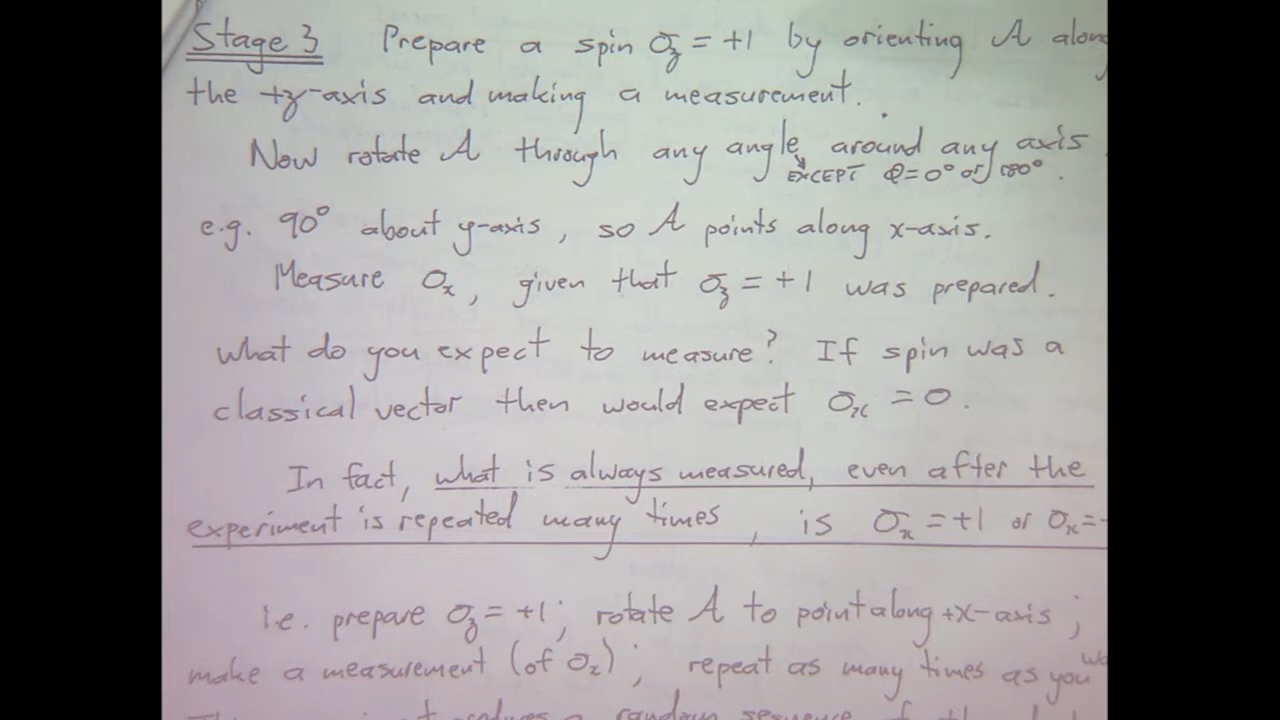 Stage 3 Prepare a spin σz = +1 by orienting A along
the +z-axis and making a measurement.
Now rotate A through any angle around any axis
EXCEPT φ=0° or 180°.
e.g. 90° about y-axis, so A points along x-axis.
Measure σx, given that σz = +1 was prepared.
What do you expect to measure? If spin was a
classical vector then would expect σx = 0.
In fact, what is always measured, even after the
experiment is repeated many times, is σx = +1 or σx = -
i.e. prepare σz = +1; rotate A to point along +x-axis;
make a measurement (of σx); repeat as many times as you
a random sequence of